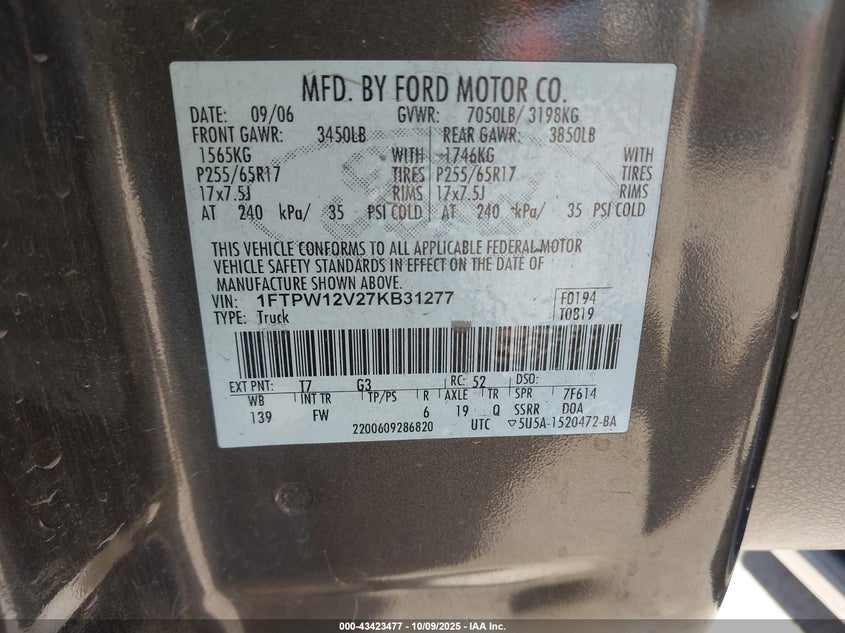 MFD. BY FORD MOTOR CO.
DATE: 09/06 GVWR: 7050LB/ 3198KG
FRONT GAWR: 3450LB REAR GAWR: 3850LB
1565KG WITH 1746KG WITH
P255/65R17 TIRES P255/65R17 TIRES
17x7.5J RIMS 17x7.5J RIMS
AT 240 kPa/ 35 PSI COLD AT 240 kPa/ 35 PSI COLD
THIS VEHICLE CONFORMS TO ALL APPLICABLE FEDERAL MOTOR
VEHICLE SAFETY STANDARDS IN EFFECT ON THE DATE OF
MANUFACTURE SHOWN ABOVE.
VIN: 1FTPW12V27KB31277 F0194
TYPE: Truck T0819
EXT PNT: T7 G3 RC: 52 DSO:
WB INT TR TP/PS R AXLE TR SPR 7F614
139 FW 6 19 Q SSRR DOA
2200609286820 UTC ▽5U5A-1520472-BA
000-43423477 - 10/09/2025 - IAA Inc.